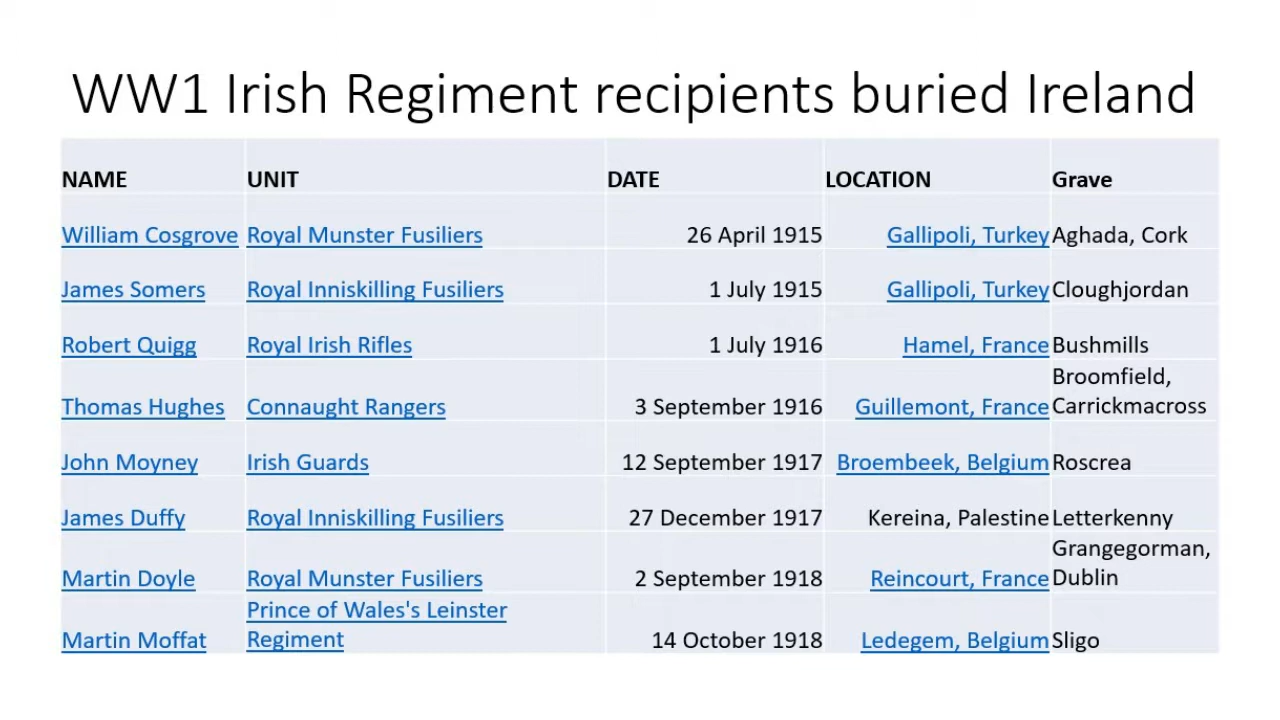 WW1 Irish Regiment recipients buried Ireland
NAME UNIT DATE LOCATION Grave
William Cosgrove Royal Munster Fusiliers 26 April 1915 Gallipoli, Turkey Aghada, Cork
James Somers Royal Inniskilling Fusiliers 1 July 1915 Gallipoli, Turkey Cloughjordan
Robert Quigg Royal Irish Rifles 1 July 1916 Hamel, France Bushmills
Broomfield,
Thomas Hughes Connaught Rangers 3 September 1916 Guillemont, France Carrickmacross
John Moyney Irish Guards 12 September 1917 Broembeek, Belgium Roscrea
James Duffy Royal Inniskilling Fusiliers 27 December 1917 Kereina, Palestine Letterkenny
Grangegorman,
Martin Doyle Royal Munster Fusiliers 2 September 1918 Reincourt, France Dublin
Prince of Wales's Leinster
Martin Moffat Regiment 14 October 1918 Ledegem, Belgium Sligo